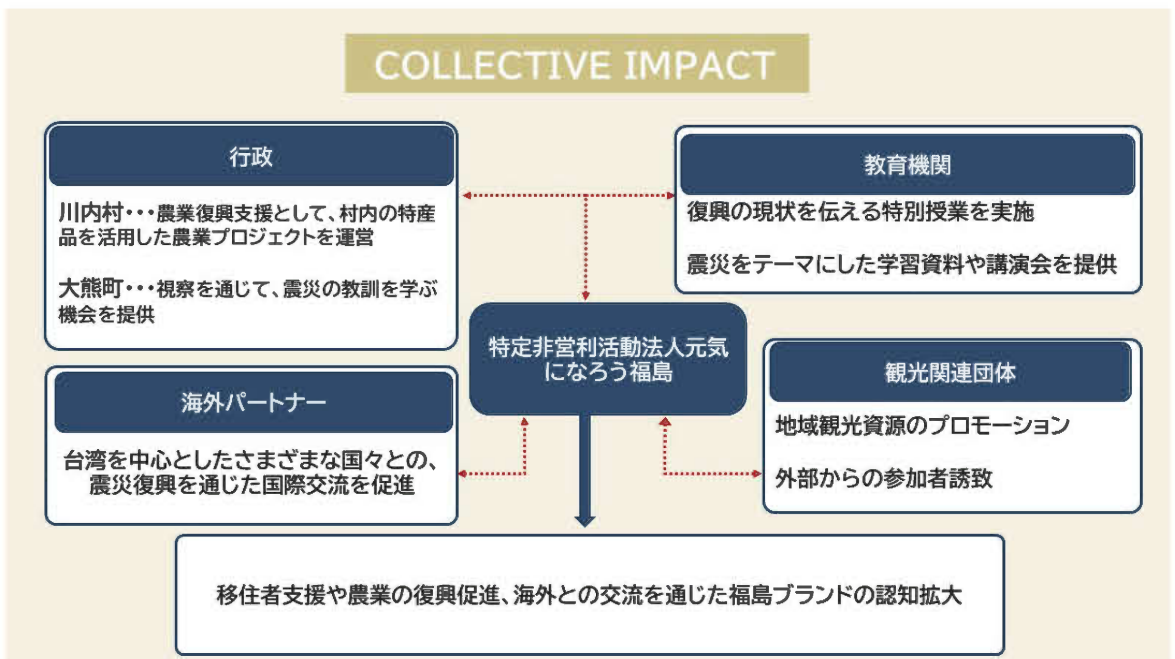 COLLECTIVE IMPACT
行政
川内村・・・農業復興支援として、村内の特産
品を活用した農業プロジェクトを運営
大熊町・・・視察を通じて、震災の教訓を学ぶ
機会を提供
教育機関
復興の現状を伝える特別授業を実施
震災をテーマにした学習資料や講演会を提供
特定非営利活動法人元気
になろう福島
海外パートナー
台湾を中心としたさまざまな国々との、
震災復興を通じた国際交流を促進
観光関連団体
地域観光資源のプロモーション
外部からの参加者誘致
移住者支援や農業の復興促進、海外との交流を通じた福島ブランドの認知拡大